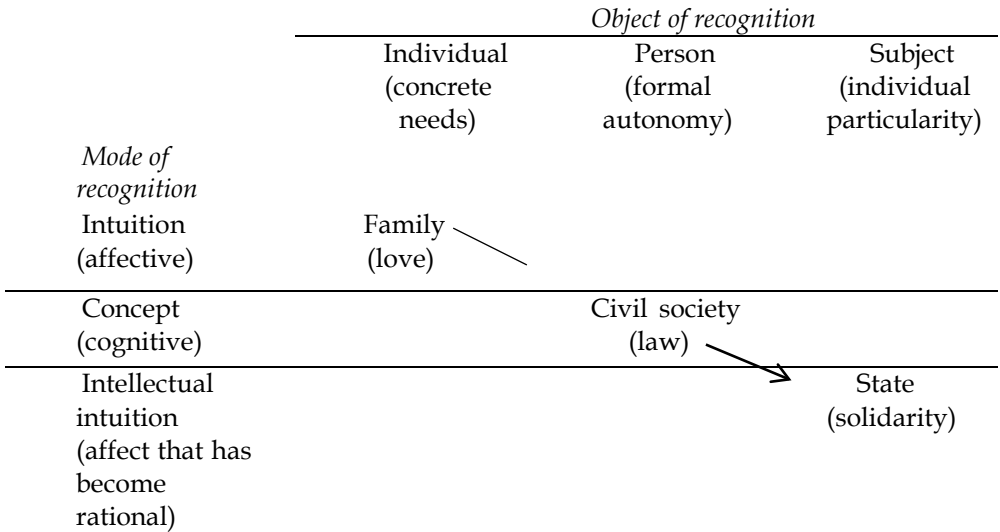 Object of recognition
Individual Person Subject
(concrete (formal (individual
needs) autonomy) particularity)
Mode of
recognition
Intuition Family
(affective) (love)
Concept Civil society
(cognitive) (law)
Intellectual State
intuition (solidarity)
(affect that has
become
rational)